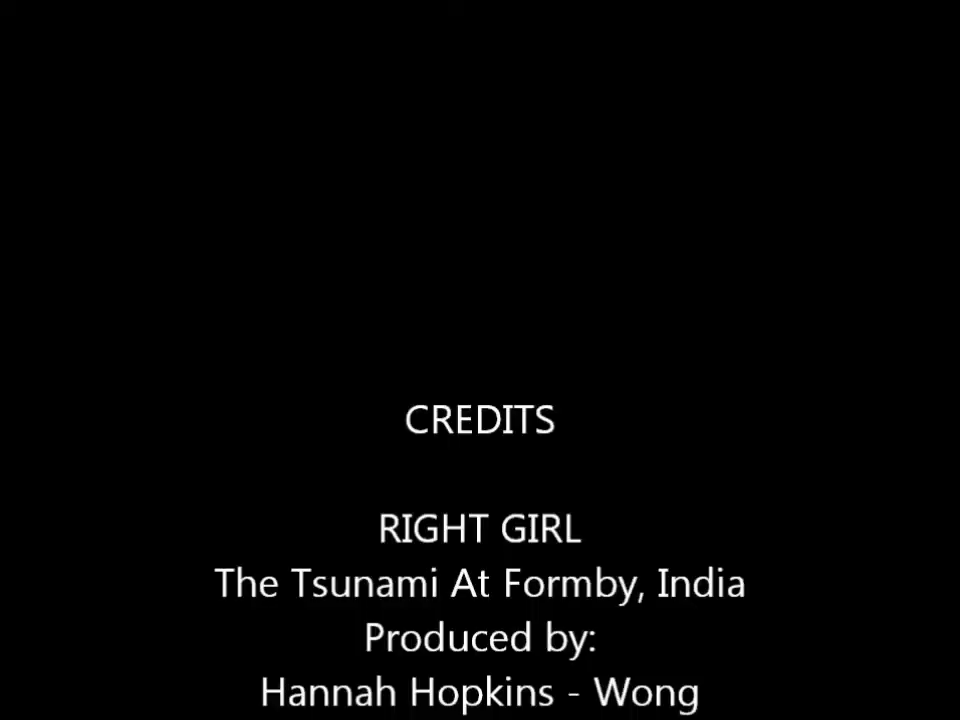 CREDITS
RIGHT GIRL
The Tsunami At Formby, India
Produced by:
Hannah Hopkins - Wong